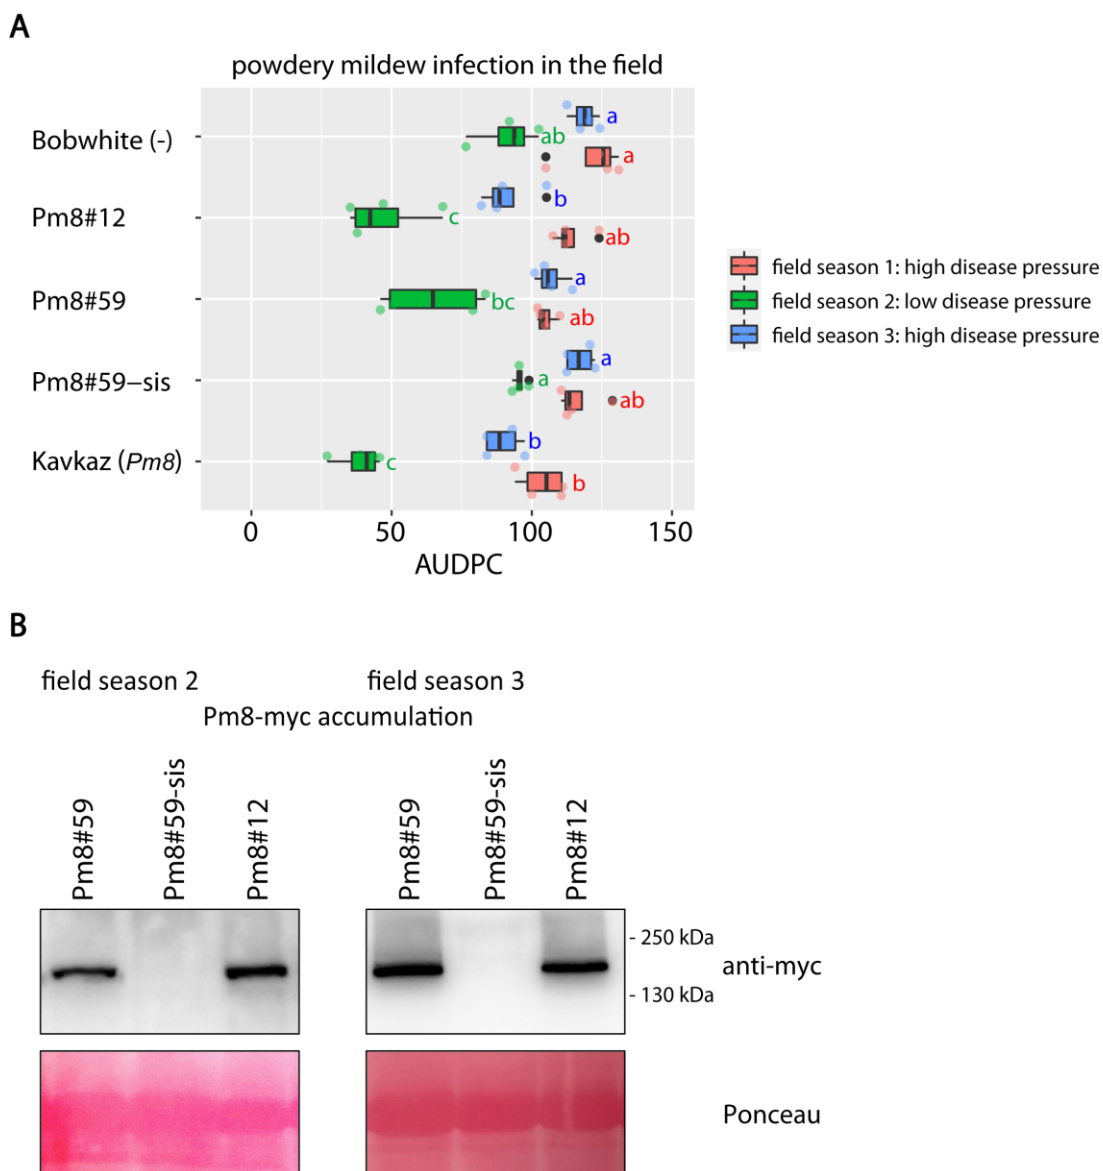 A
powdery mildew infection in the field
Bobwhite (-)
a
ab
a
Pm8#12
b
c
ab
Pm8#59
a
bc
ab
Pm8#59–sis
a
a
ab
Kavkaz (Pm8)
b
c
b
0 50 100 150
AUDPC
field season 1: high disease pressure
field season 2: low disease pressure
field season 3: high disease pressure
B
field season 2 field season 3
Pm8-myc accumulation
Pm8#59
Pm8#59-sis
Pm8#12
Pm8#59
Pm8#59-sis
Pm8#12
- 250 kDa
anti-myc
- 130 kDa
Ponceau